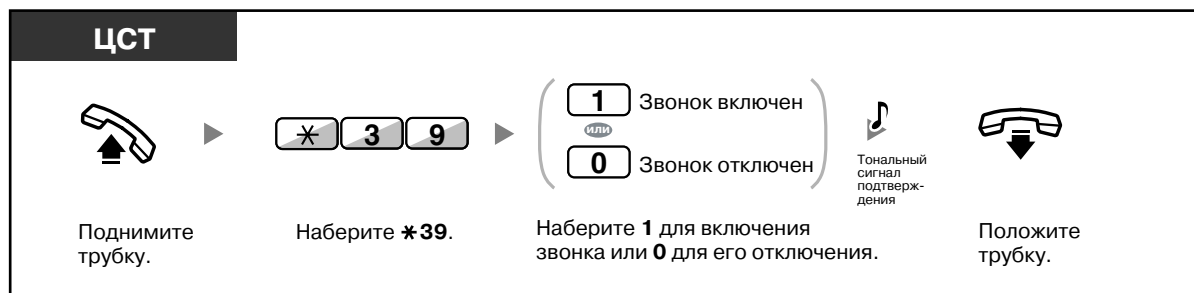 ЦСТ
1 Звонок включен
или
0 Звонок отключен
* 3 9
Тональный
сигнал
подтверж-
дения
Поднимите
трубку.
Наберите *39.
Наберите 1 для включения
звонка или 0 для его отключения.
Положите
трубку.